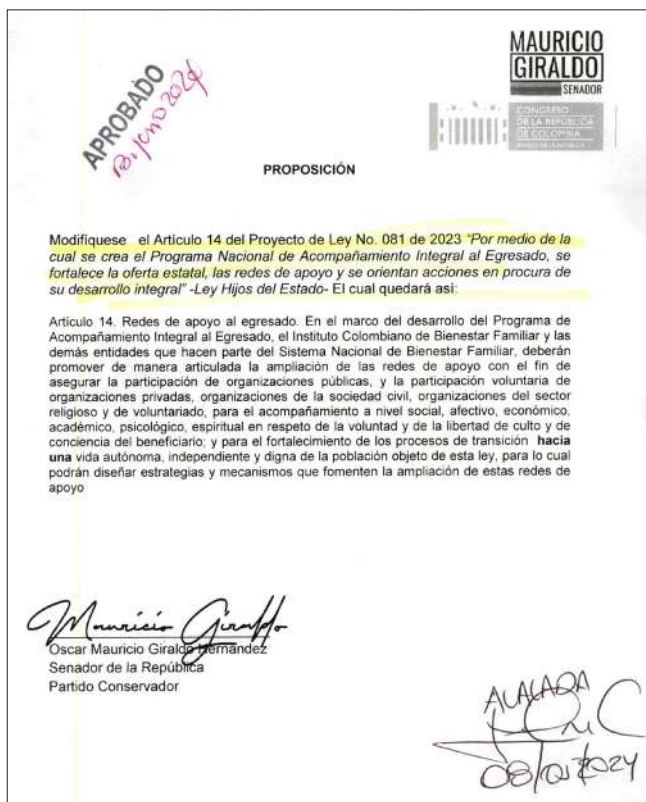 MAURICIO
GIRALDO
SENADOR
CONGRESO
DE LA REPÚBLICA
DE COLOMBIA
APROBADO
PROPOSICIÓN
Modifíquese el Artículo 14 del Proyecto de Ley No. 081 de 2023 "Por medio de la
cual se crea el Programa Nacional de Acompañamiento Integral al Egresado, se
fortalece la oferta estatal, las redes de apoyo y se orientan acciones en procura de
su desarrollo integral" -Ley Hijos del Estado- El cual quedará así:
Artículo 14. Redes de apoyo al egresado. En el marco del desarrollo del Programa de
Acompañamiento Integral al Egresado, el Instituto Colombiano de Bienestar Familiar y las
demás entidades que hacen parte del Sistema Nacional de Bienestar Familiar, deberán
promover de manera articulada la ampliación de las redes de apoyo con el fin de
asegurar la participación de organizaciones públicas, y la participación voluntaria de
organizaciones privadas, organizaciones de la sociedad civil, organizaciones del sector
religioso y de voluntariado, para el acompañamiento a nivel social, afectivo, económico,
académico, psicológico, espiritual en respeto de la voluntad y de la libertad de culto y de
conciencia del beneficiario; y para el fortalecimiento de los procesos de transición hacia
una vida autónoma, independiente y digna de la población objeto de esta ley, para lo cual
podrán diseñar estrategias y mecanismos que fomenten la ampliación de estas redes de
apoyo
Mauricio Giraldo
Oscar Mauricio Giraldo Hernández
Senador de la República
Partido Conservador